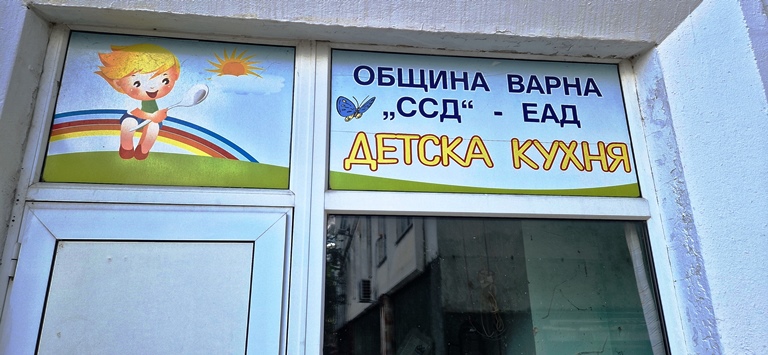 ОБЩИНА ВАРНА
„ССД“ - ЕАД
ДЕТСКА КУХНЯ